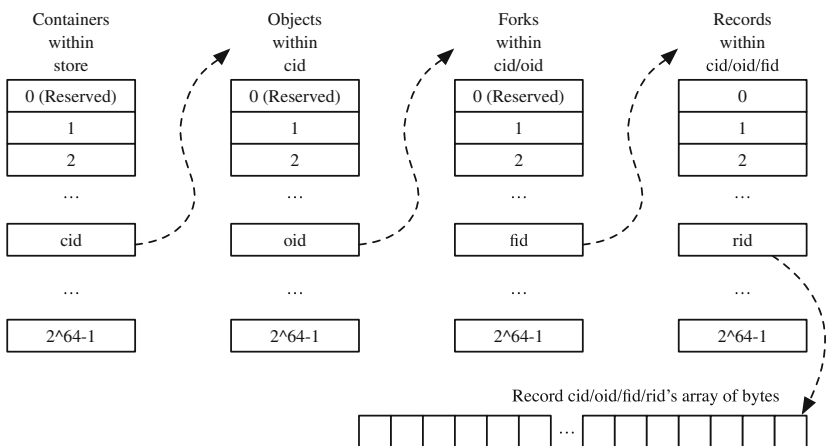 Containers
within
store
0 (Reserved)
1
2
...
cid
...
2^64-1
Objects
within
cid
0 (Reserved)
1
2
...
oid
...
2^64-1
Forks
within
cid/oid
0 (Reserved)
1
2
...
fid
...
2^64-1
Records
within
cid/oid/fid
0
1
2
...
rid
...
2^64-1
Record cid/oid/fid/rid's array of bytes
...